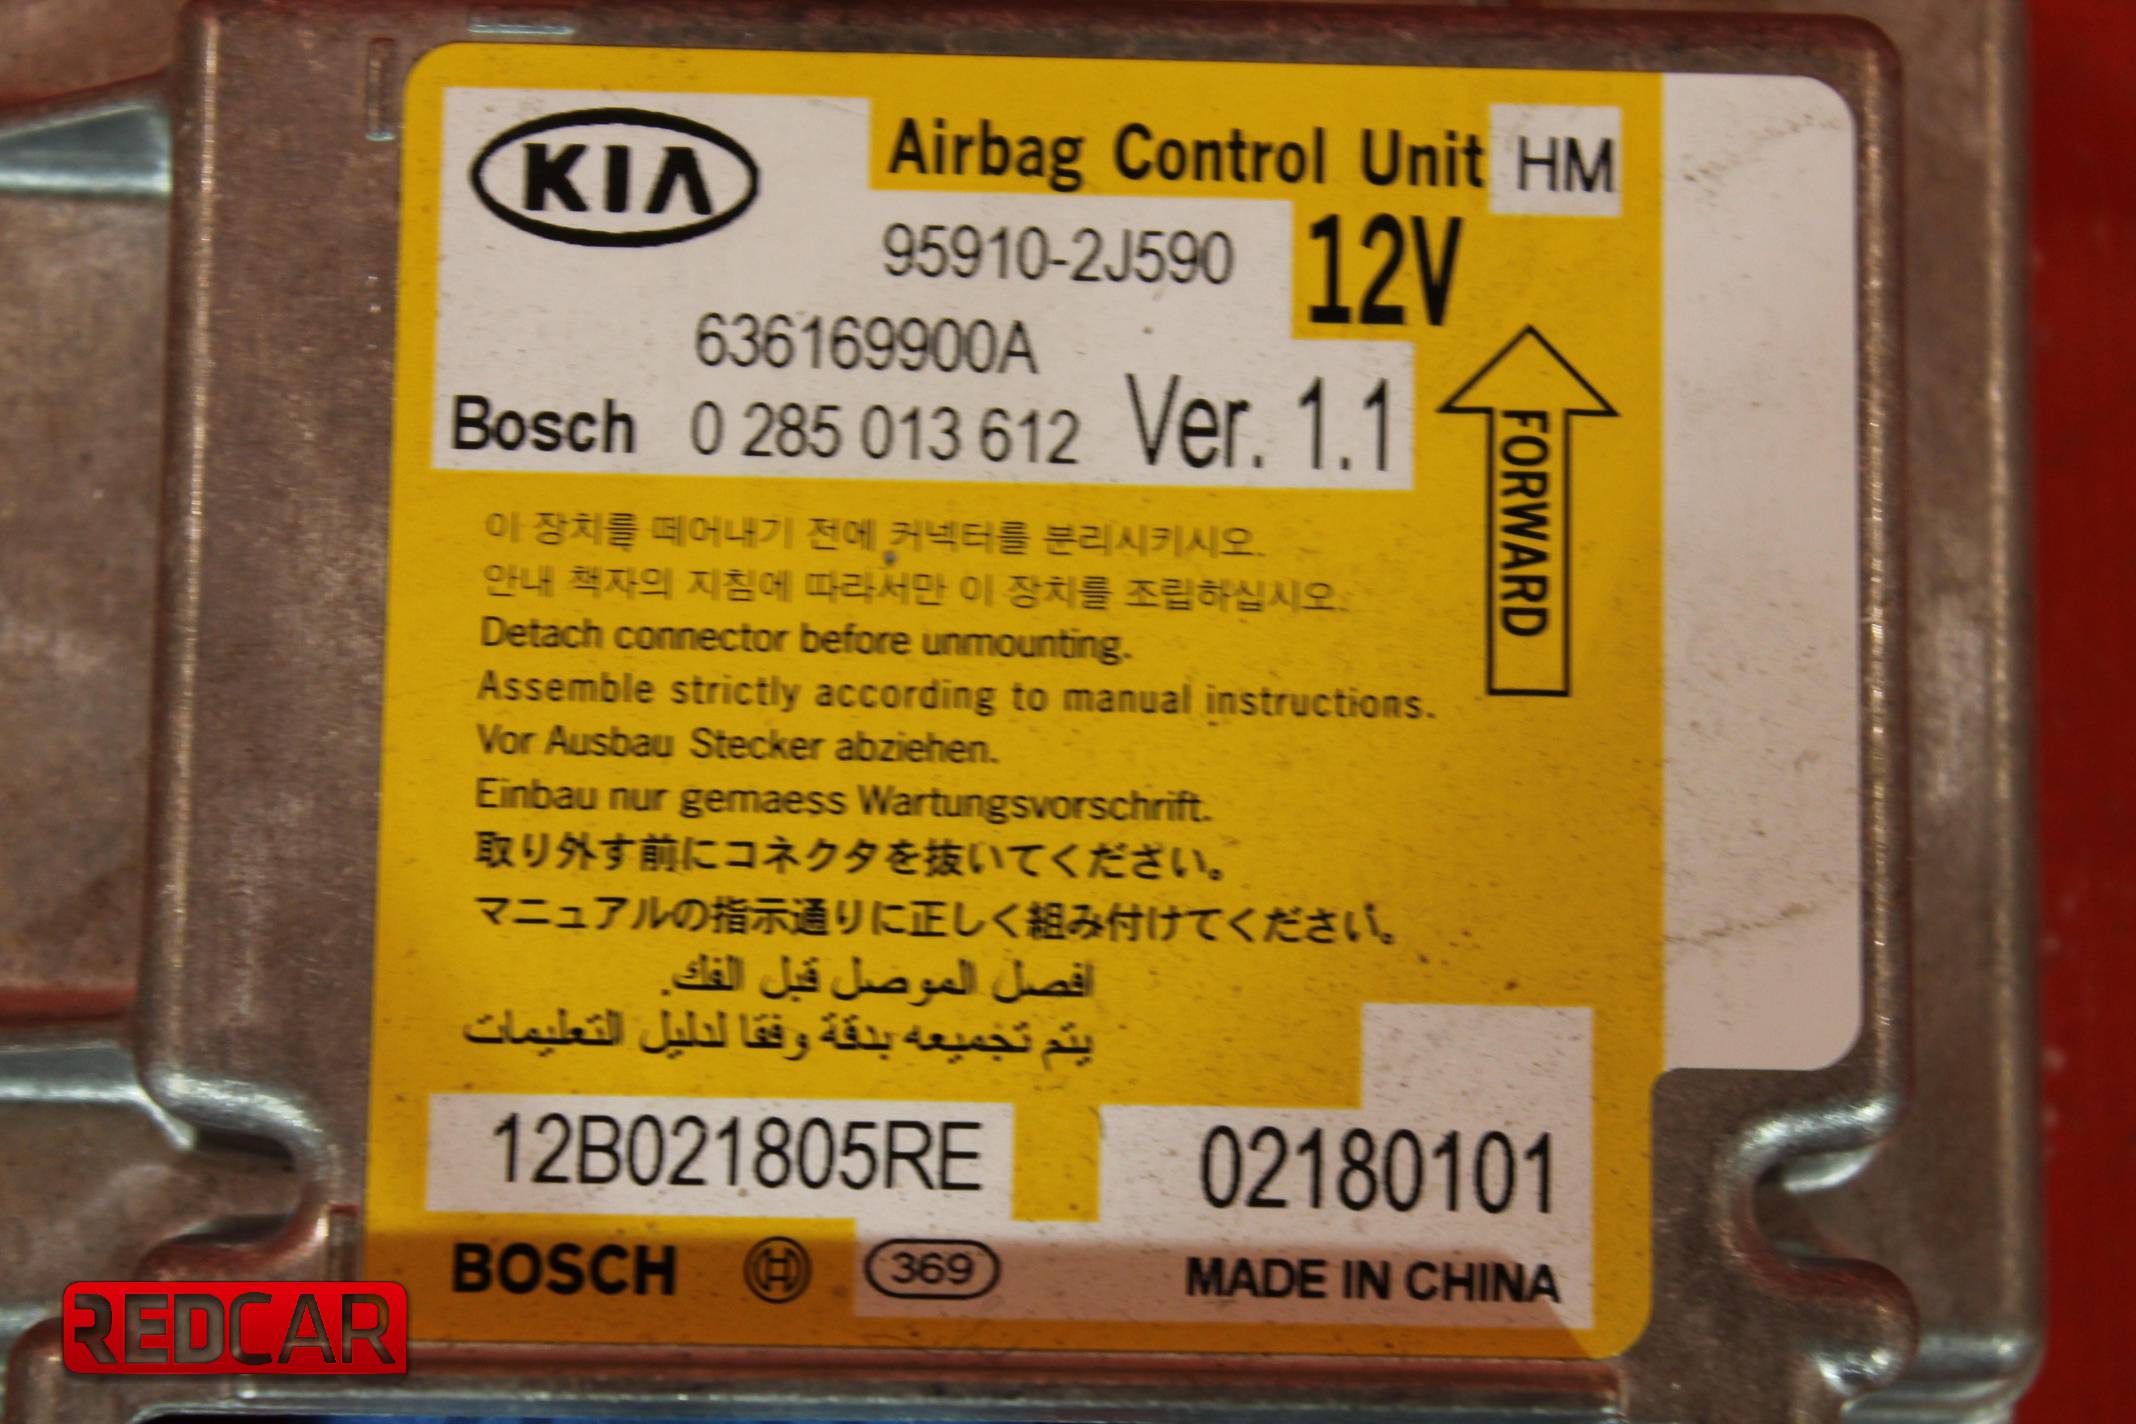 KIA
Airbag Control Unit HM
95910-2J590
12V
636169900A
Bosch 0 285 013 612 Ver. 1.1
FORWARD
이 장치를 떼어내기 전에 커넥터를 분리시키시오.
안내 책자의 지침에 따라서만 이 장치를 조립하십시오.
Detach connector before unmounting.
Assemble strictly according to manual instructions.
Vor Ausbau Stecker abziehen.
Einbau nur gemaess Wartungsvorschrift.
取り外す前にコネクタを抜いてください。
マニュアルの指示通りに正しく組み付けてください。
افصل الموصل قبل الفك.
يتم تجميعه بدقة وفقا لدليل التعليمات
12B021805RE
02180101
BOSCH 369 MADE IN CHINA
REDCAR